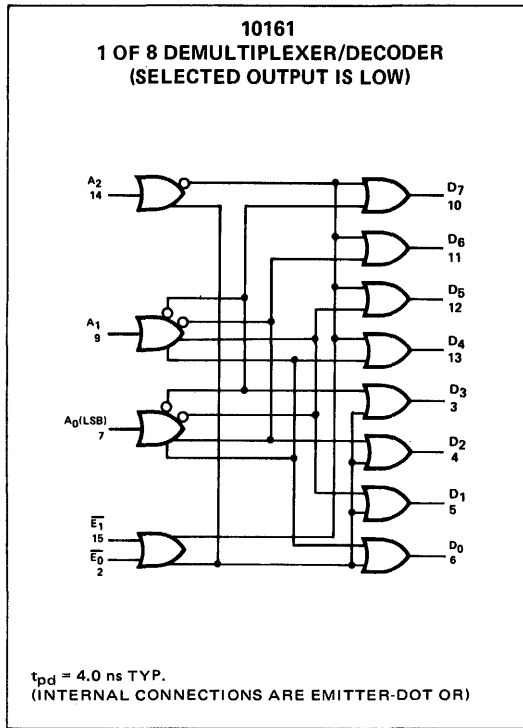 10161
1 OF 8 DEMULTIPLEXER/DECODER
(SELECTED OUTPUT IS LOW)
A2
14
A1
9
A0(LSB)
7
E1
15
E0
2
D7
10
D6
11
D5
12
D4
13
D3
3
D2
4
D1
5
D0
6
tpd = 4.0 ns TYP.
(INTERNAL CONNECTIONS ARE EMITTER-DOT OR)